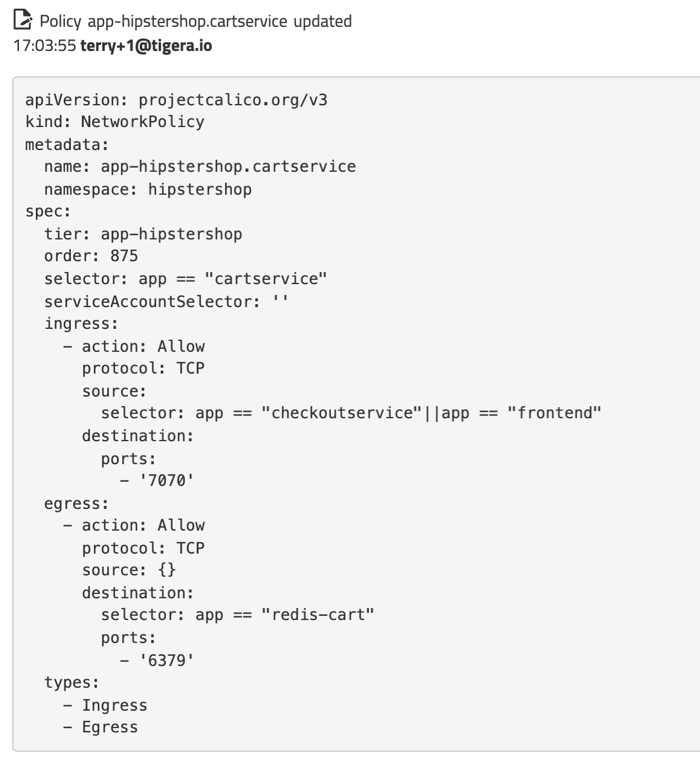 Policy app-hipstershop.cartservice updated
17:03:55 terry+1@tigera.io
apiVersion: projectcalico.org/v3
kind: NetworkPolicy
metadata:
  name: app-hipstershop.cartservice
  namespace: hipstershop
spec:
  tier: app-hipstershop
  order: 875
  selector: app == "cartservice"
  serviceAccountSelector: ''
  ingress:
    - action: Allow
      protocol: TCP
      source:
        selector: app == "checkoutservice"||app == "frontend"
      destination:
        ports:
          - '7070'
  egress:
    - action: Allow
      protocol: TCP
      source: {}
      destination:
        selector: app == "redis-cart"
        ports:
          - '6379'
  types:
    - Ingress
    - Egress